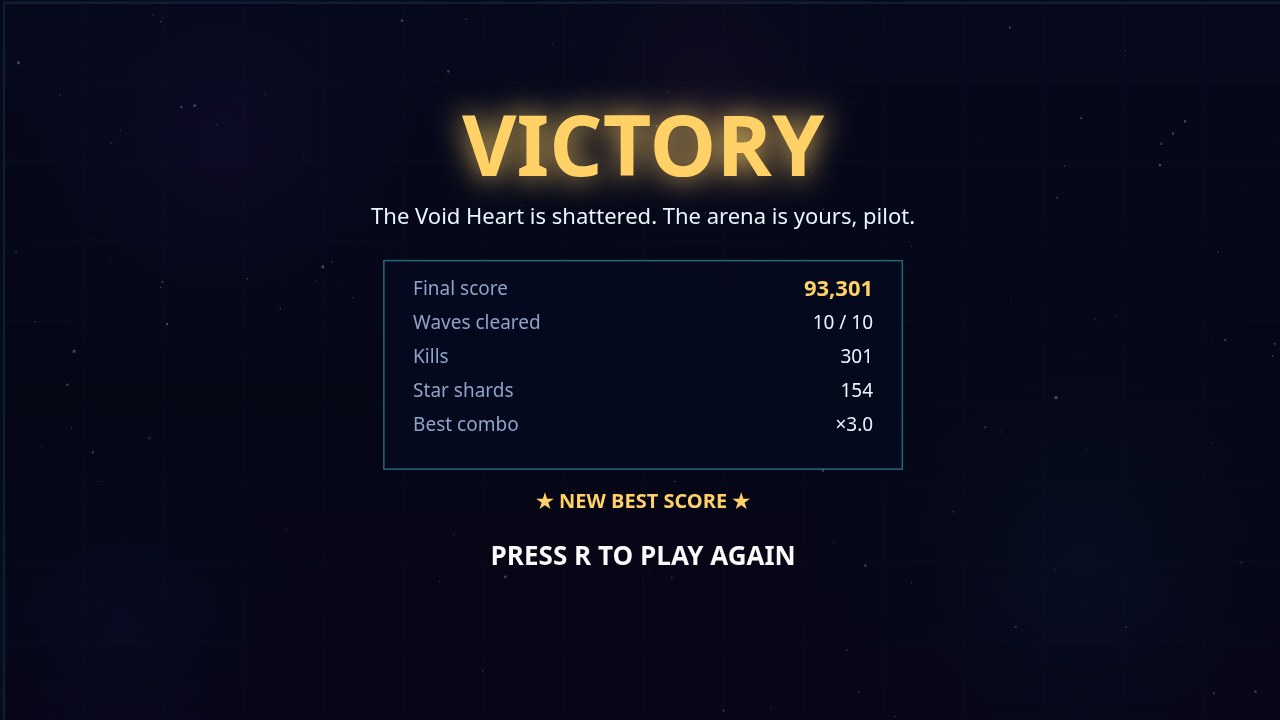 VICTORY
The Void Heart is shattered. The arena is yours, pilot.
Final score 93,301
Waves cleared 10 / 10
Kills 301
Star shards 154
Best combo ×3.0
★ NEW BEST SCORE ★
PRESS R TO PLAY AGAIN